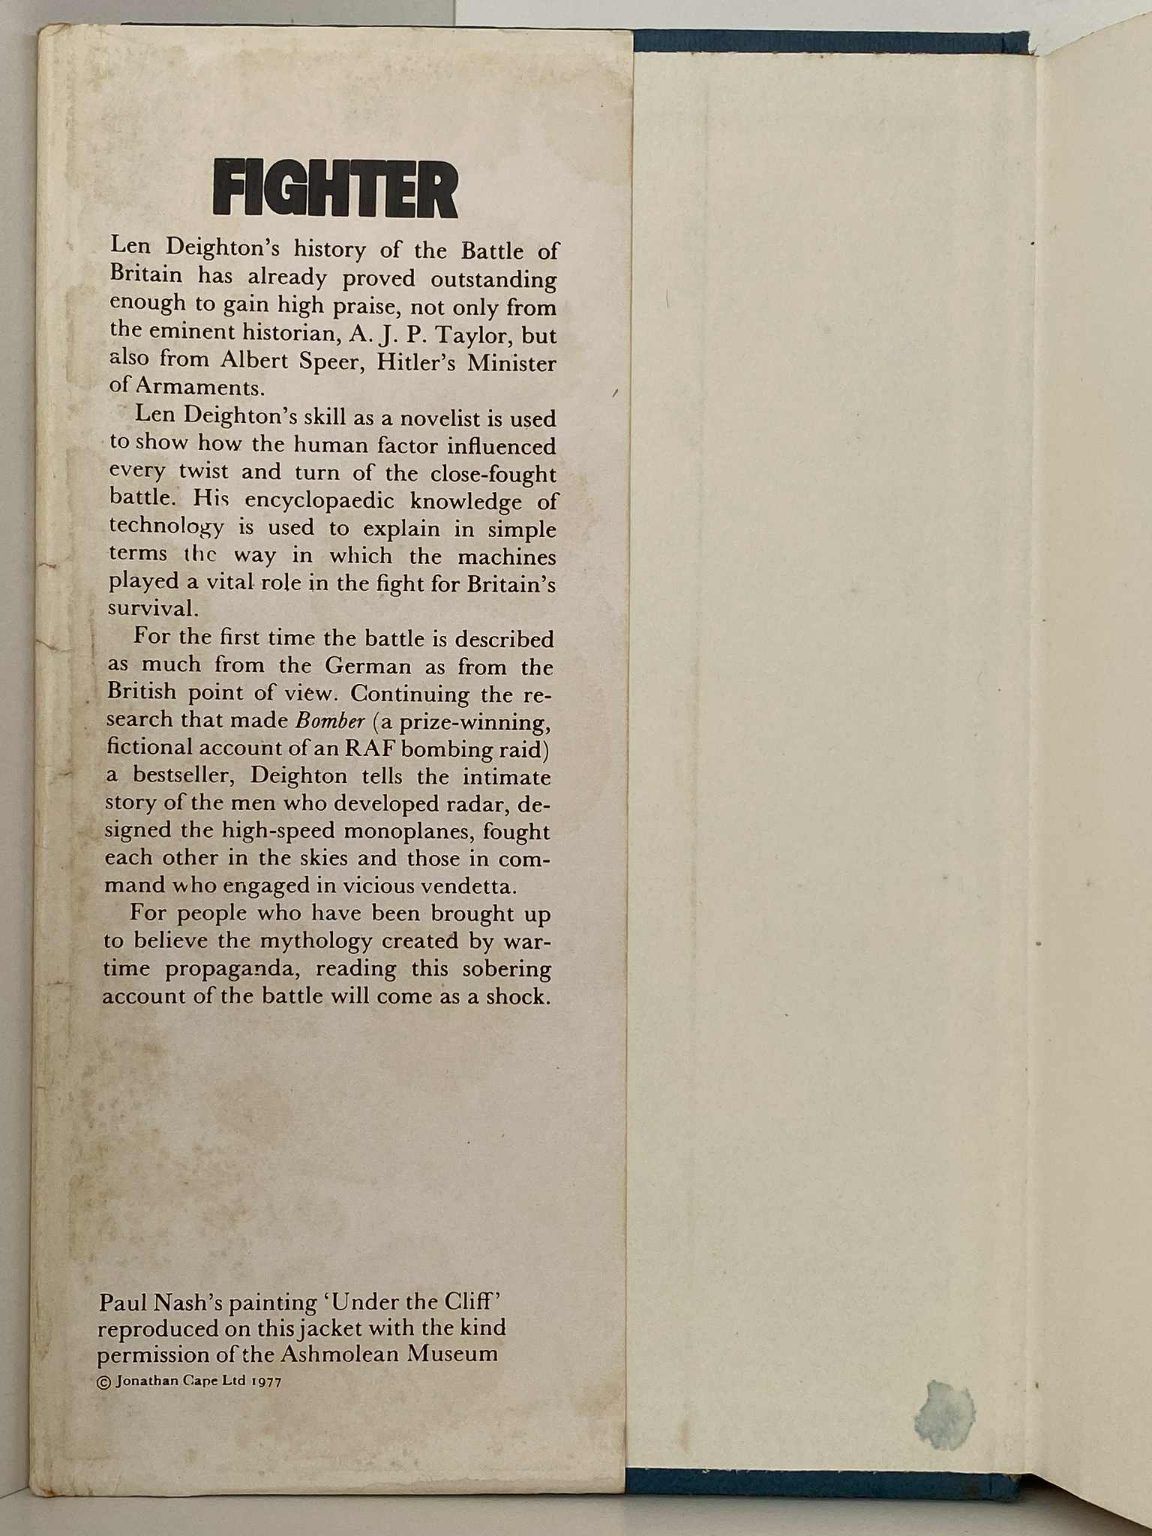 FIGHTER
Len Deighton's history of the Battle of
Britain has already proved outstanding
enough to gain high praise, not only from
the eminent historian, A. J. P. Taylor, but
also from Albert Speer, Hitler's Minister
of Armaments.
Len Deighton's skill as a novelist is used
to show how the human factor influenced
every twist and turn of the close-fought
battle. His encyclopaedic knowledge of
technology is used to explain in simple
terms the way in which the machines
played a vital role in the fight for Britain's
survival.
For the first time the battle is described
as much from the German as from the
British point of view. Continuing the re-
search that made Bomber (a prize-winning,
fictional account of an RAF bombing raid)
a bestseller, Deighton tells the intimate
story of the men who developed radar, de-
signed the high-speed monoplanes, fought
each other in the skies and those in com-
mand who engaged in vicious vendetta.
For people who have been brought up
to believe the mythology created by war-
time propaganda, reading this sobering
account of the battle will come as a shock.
Paul Nash's painting ‘Under the Cliff’
reproduced on this jacket with the kind
permission of the Ashmolean Museum
© Jonathan Cape Ltd 1977